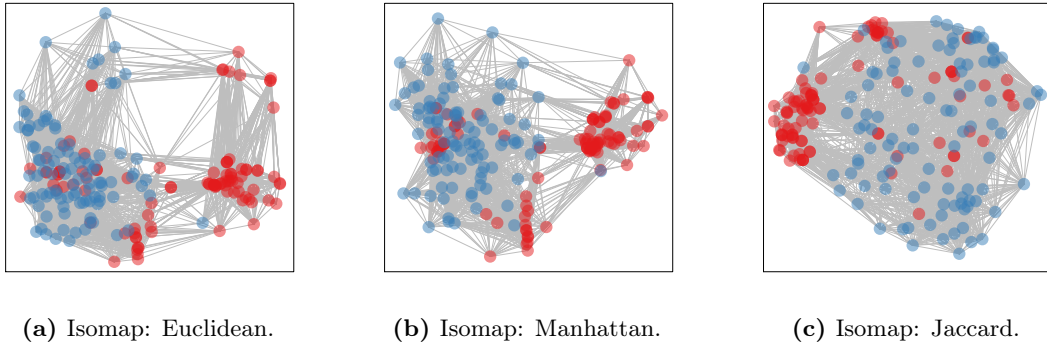 (a) Isomap: Euclidean.
(b) Isomap: Manhattan.
(c) Isomap: Jaccard.